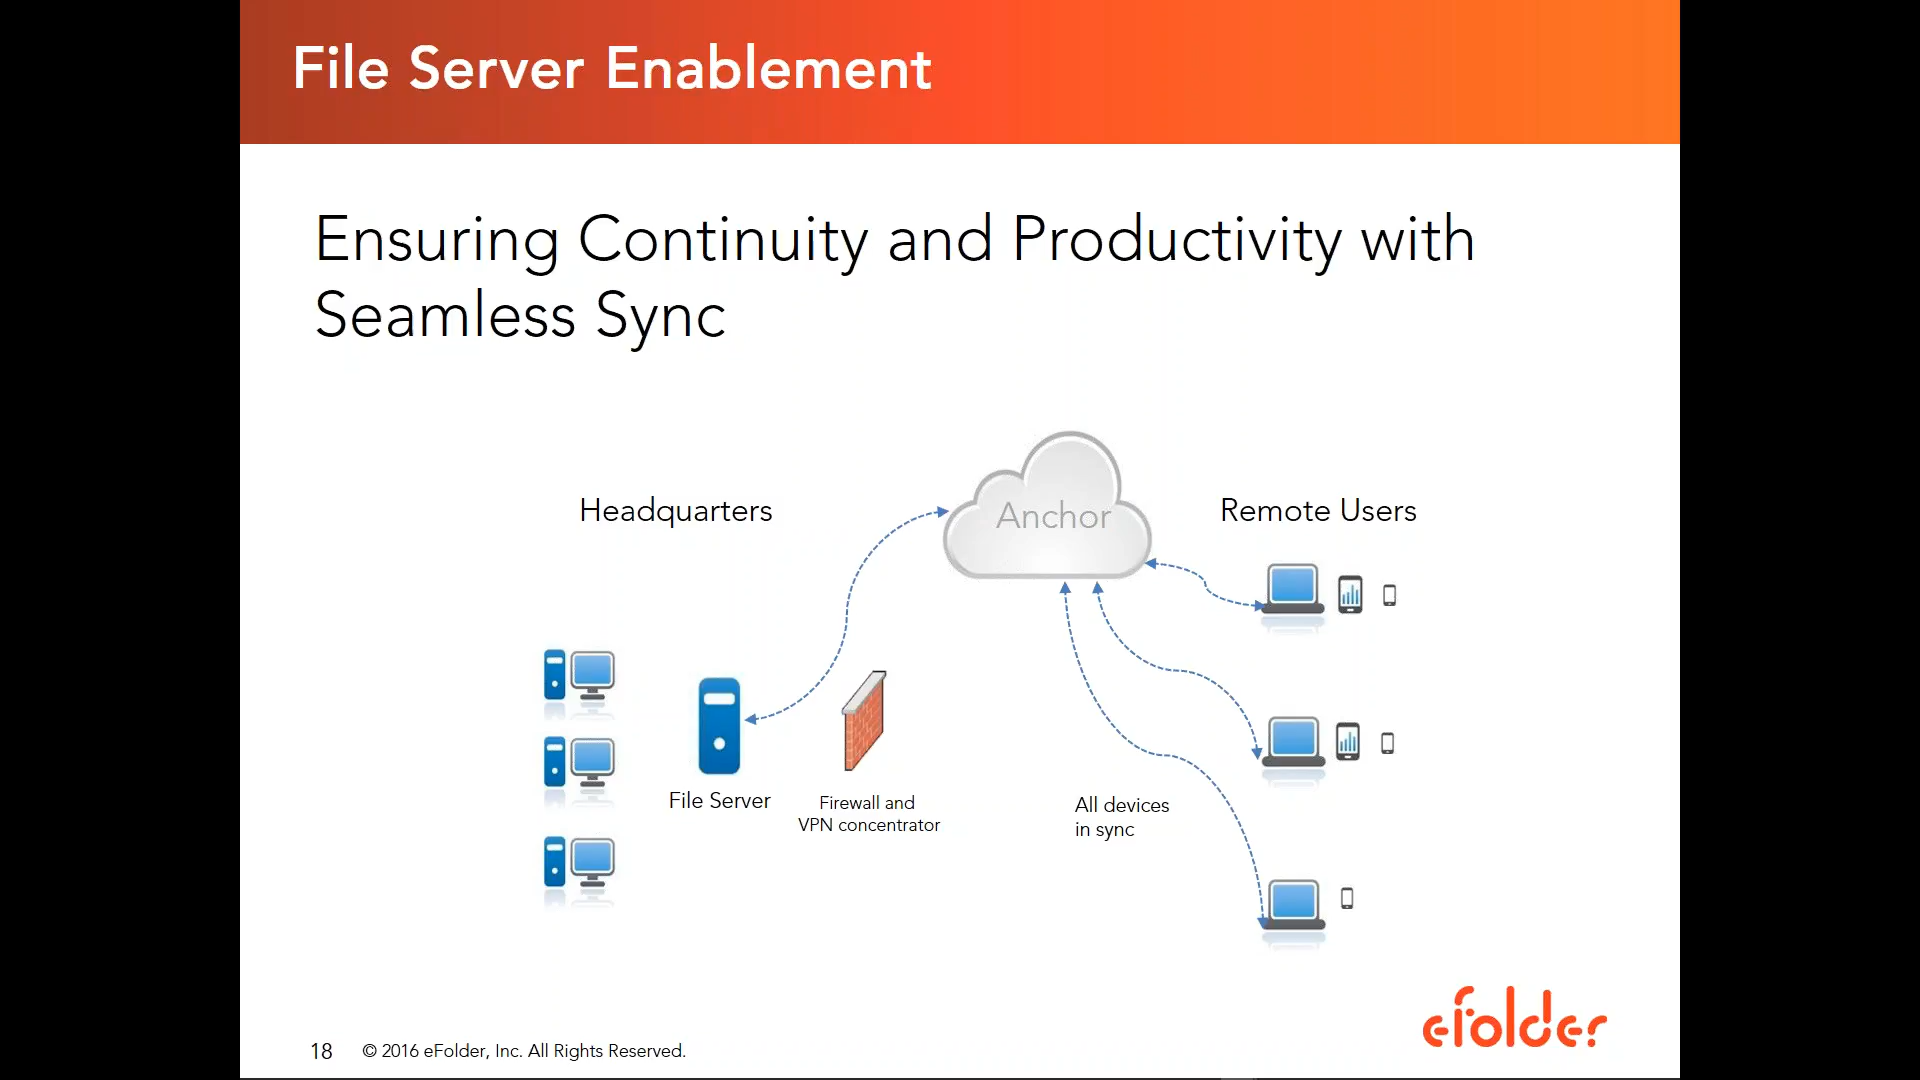 File Server Enablement
Ensuring Continuity and Productivity with
Seamless Sync
Headquarters
Anchor
Remote Users
File Server
Firewall and
VPN concentrator
All devices
in sync
efolder
18
© 2016 eFolder, Inc. All Rights Reserved.